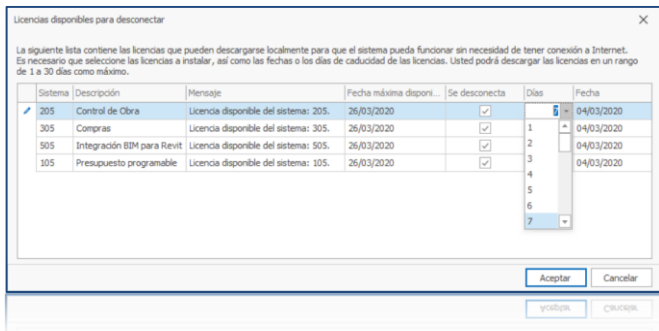 Licencias disponibles para desconectar
La siguiente lista contiene las licencias que pueden descargarse localmente para que el sistema pueda funcionar sin necesidad de tener conexión a Internet.
Es necesario que seleccione las licencias a instalar, así como las fechas o los días de caducidad de las licencias. Usted podrá descargar las licencias en un rango
de 1 a 30 días como máximo.
Sistema Descripción Mensaje Fecha máxima disponi... Se desconecta Días Fecha
205 Control de Obra Licencia disponible del sistema: 205. 26/03/2020 7 04/03/2020
305 Compras Licencia disponible del sistema: 305. 26/03/2020 1 04/03/2020
505 Integración BIM para Revit Licencia disponible del sistema: 505. 26/03/2020 2 04/03/2020
105 Presupuesto programable Licencia disponible del sistema: 105. 26/03/2020 3 04/03/2020
4
5
6
7
Aceptar Cancelar